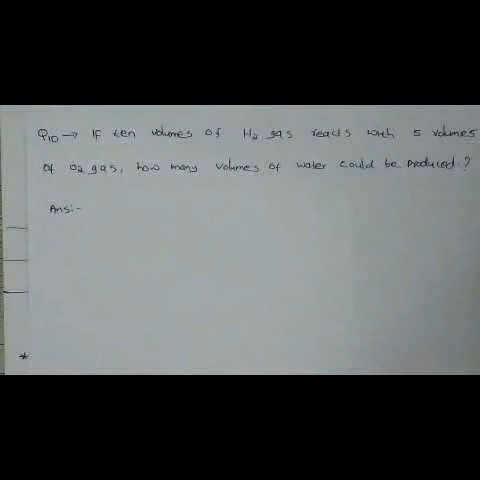 Q10 → If ten volumes of H2 gas reacts with 5 volumes
of O2 gas, how many volumes of water could be produced?
Ans:-
*